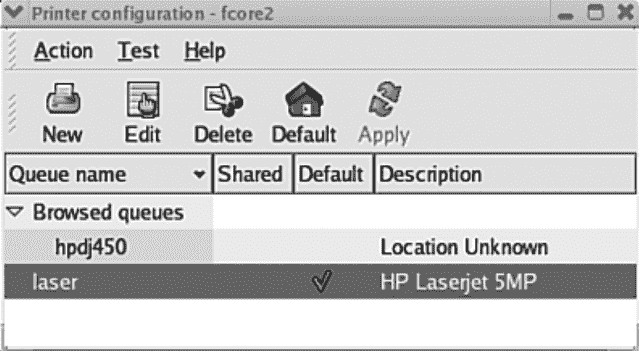 Printer configuration - fcore2
Action Test Help
New Edit Delete Default Apply
Queue name Shared Default Description
Browsed queues
hpdj450 Location Unknown
laser HP Laserjet 5MP